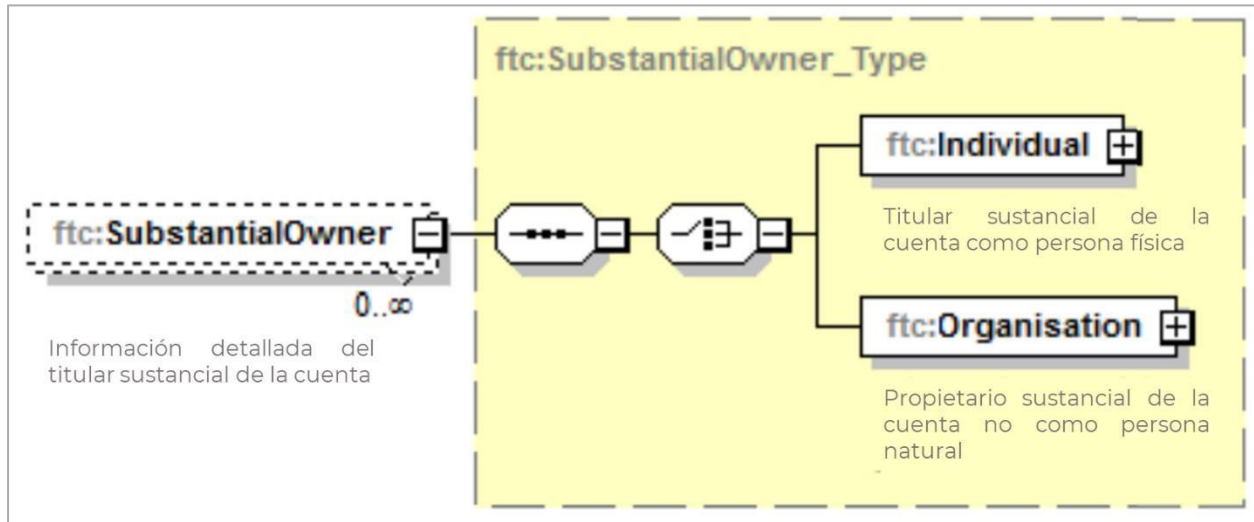 ftc:SubstantialOwner_Type
ftc:Individual
Titular sustancial de la
cuenta como persona física
ftc:SubstantialOwner
0..∞
Información detallada del
titular sustancial de la cuenta
ftc:Organisation
Propietario sustancial de la
cuenta no como persona
natural